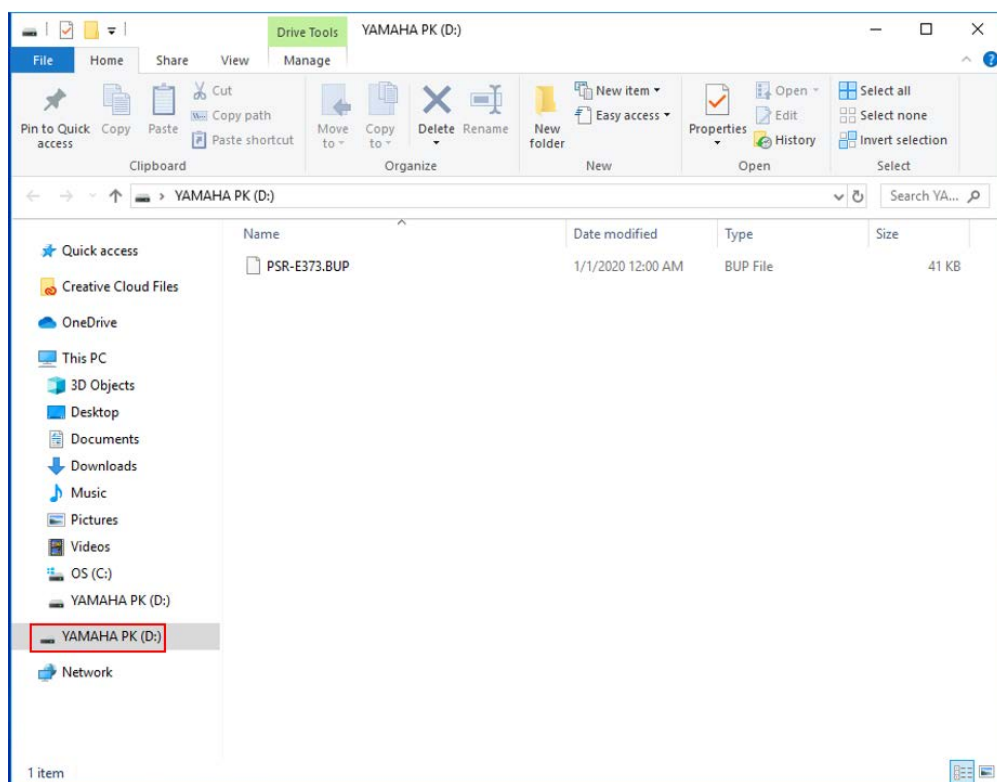 Drive Tools YAMAHA PK (D:)
File Home Share View Manage
Pin to Quick access
Copy
Paste
Cut
Copy path
Paste shortcut
Clipboard
Move to
Copy to
Delete
Rename
Organize
New folder
New item
Easy access
New
Properties
Open
Edit
History
Open
Select all
Select none
Invert selection
Select
YAMAHA PK (D:)
Search YA...
Name Date modified Type Size
PSR-E373.BUP 1/1/2020 12:00 AM BUP File 41 KB
Quick access
Creative Cloud Files
OneDrive
This PC
3D Objects
Desktop
Documents
Downloads
Music
Pictures
Videos
OS (C:)
YAMAHA PK (D:)
YAMAHA PK (D:)
Network
1 item